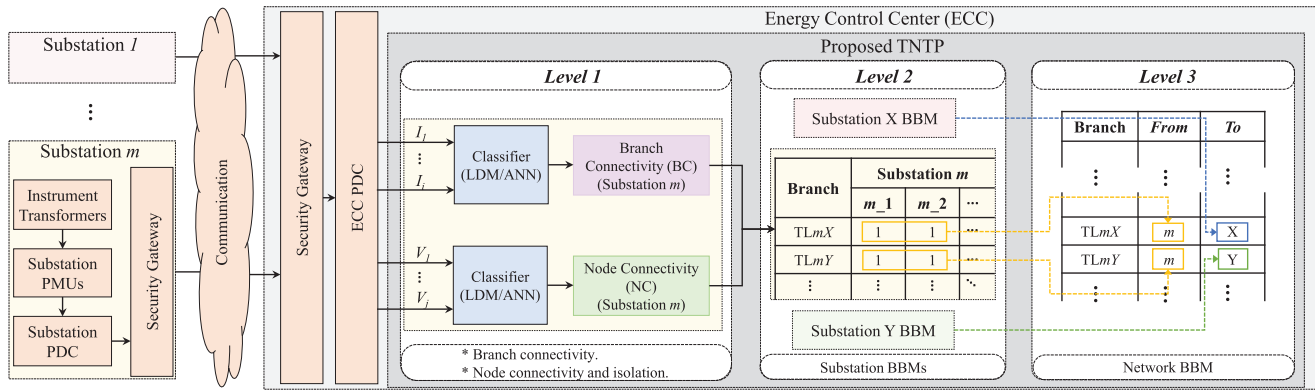 Energy Control Center (ECC)
Proposed TNTP
Substation 1
⋮
Substation m
Instrument
Transformers
Substation
PMUs
Substation
PDC
Security Gateway
Communication
Security Gateway
ECC PDC
Level 1
I1
⋮
Ii
Classifier
(LDM/ANN)
Branch
Connectivity (BC)
(Substation m)
V1
⋮
Vj
Classifier
(LDM/ANN)
Node Connectivity
(NC)
(Substation m)
* Branch connectivity.
* Node connectivity and isolation.
Level 2
Substation X BBM
Branch Substation m
m_1 m_2 ⋯
TLmX 1 1 ⋯
TLmY 1 1 ⋯
⋮ ⋮ ⋮ ⋱
Substation Y BBM
Substation BBMs
Level 3
Branch From To
⋮ ⋮ ⋮
TLmX m X
TLmY m Y
⋮ ⋮ ⋮
Network BBM